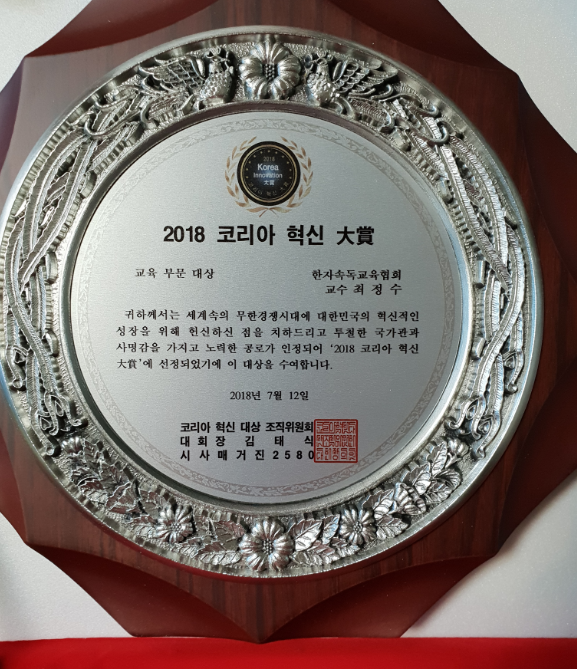 2018
Korea
Innovation
大賞
2018 코리아 혁신 大賞
교육 부문 대상
한자속독교육협회
교수 최 정 수
귀하께서는 세계속의 무한경쟁시대에 대한민국의 혁신적인
성장을 위해 헌신하신 점을 치하드리고 투철한 국가관과
사명감을 가지고 노력한 공로가 인정되어 '2018 코리아 혁신
大賞'에 선정되었기에 이 대상을 수여합니다.
2018년 7월 12일
코리아 혁신 대상 조직위원회
대 회 장 김 태 식
시 사 매 거 진 2 5 8 0